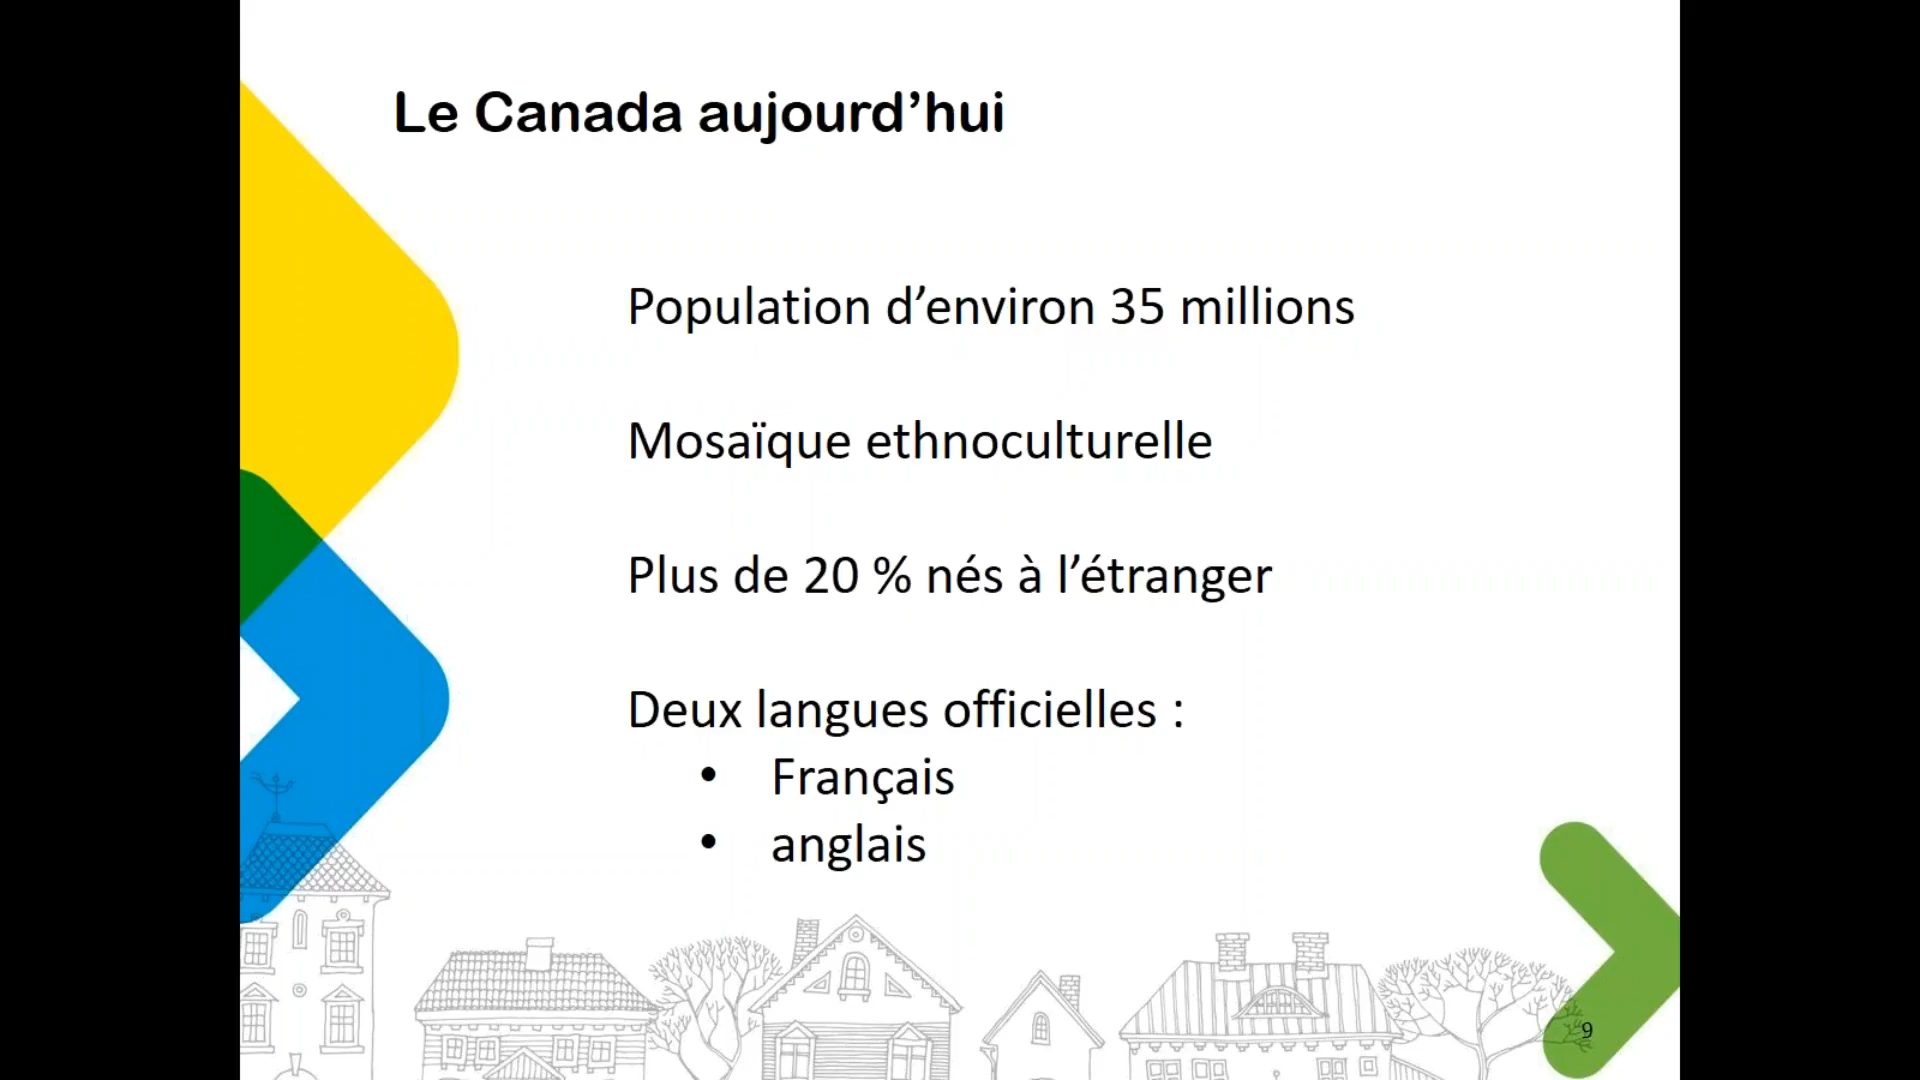 Le Canada aujourd’hui
Population d’environ 35 millions
Mosaïque ethnoculturelle
Plus de 20 % nés à l’étranger
Deux langues officielles :
• Français
• anglais
9